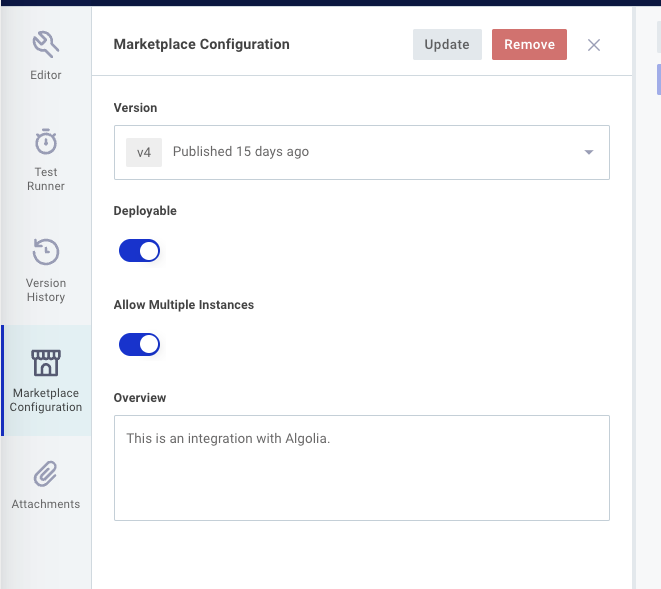 Editor
Test
Runner
Version
History
Marketplace
Configuration
Attachments
Marketplace Configuration
Update
Remove
Version
v4
Published 15 days ago
Deployable
Allow Multiple Instances
Overview
This is an integration with Algolia.